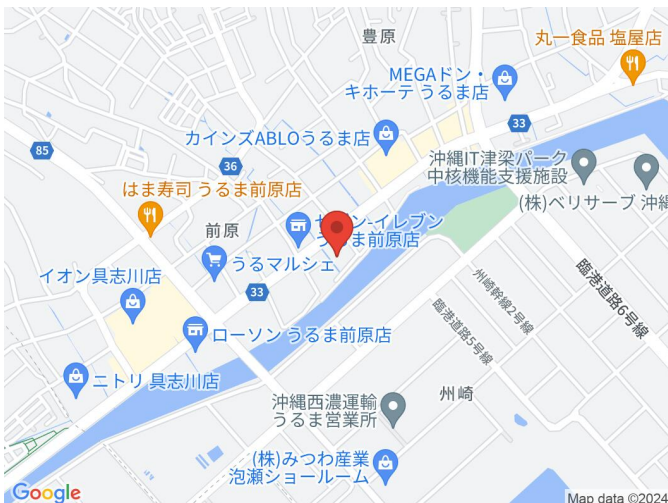 豊原
丸一食品 塩屋店
MEGAドン・
キホーテ うるま店
33
カインズABLOうるま店
85
36
沖縄IT津梁パーク
中核機能支援施設
はま寿司 うるま前原店
(株)ベリサーブ 沖縄
前原
セブン-イレブン
うるま前原店
うるマルシェ
イオン具志川店
33
臨港道路6号線
州崎幹線2号線
臨港道路5号線
ローソン うるま前原店
ニトリ 具志川店
沖縄西濃運輸
うるま営業所
州崎
(株)みつわ産業
泡瀬ショールーム
Google
Map data ©2024